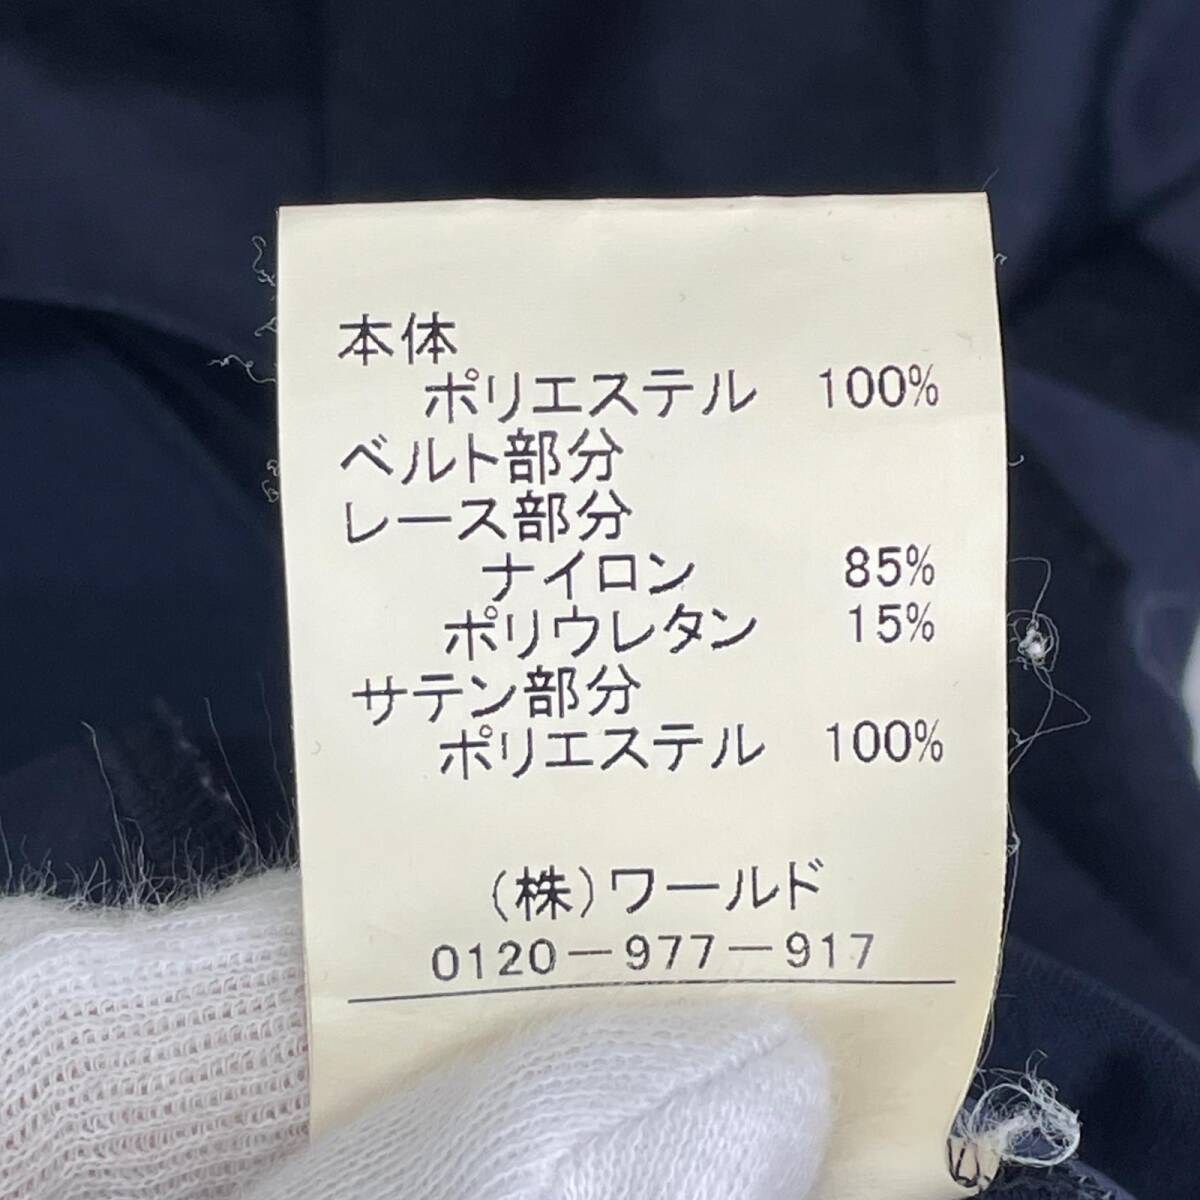 本体
ポリエステル 100%
ベルト部分
レース部分
ナイロン 85%
ポリウレタン 15%
サテン部分
ポリエステル 100%
(株)ワールド
0120-977-917